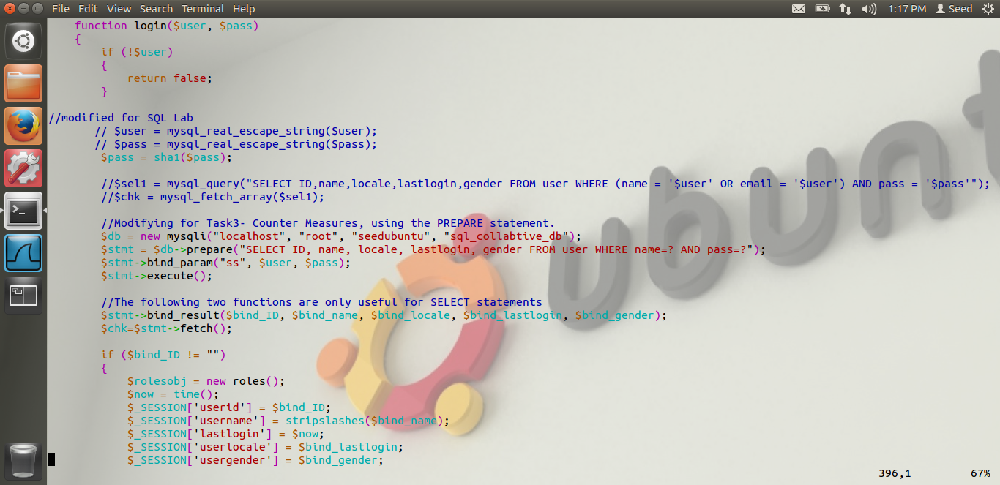 File Edit View Search Terminal Help 1:17 PM Seed
function login($user, $pass)
{
if (!$user)
{
return false;
}
//modified for SQL Lab
// $user = mysql_real_escape_string($user);
// $pass = mysql_real_escape_string($pass);
$pass = sha1($pass);
//$sel1 = mysql_query("SELECT ID,name,locale,lastlogin,gender FROM user WHERE (name = '$user' OR email = '$user') AND pass = '$pass'");
//$chk = mysql_fetch_array($sel1);
//Modifying for Task3- Counter Measures, using the PREPARE statement.
$db = new mysqli("localhost", "root", "seedubuntu", "sql_collabtive_db");
$stmt = $db->prepare("SELECT ID, name, locale, lastlogin, gender FROM user WHERE name=? AND pass=?");
$stmt->bind_param("ss", $user, $pass);
$stmt->execute();
//The following two functions are only useful for SELECT statements
$stmt->bind_result($bind_ID, $bind_name, $bind_locale, $bind_lastlogin, $bind_gender);
$chk=$stmt->fetch();
if ($bind_ID != "")
{
$rolesobj = new roles();
$now = time();
$_SESSION['userid'] = $bind_ID;
$_SESSION['username'] = stripslashes($bind_name);
$_SESSION['lastlogin'] = $now;
$_SESSION['userlocale'] = $bind_lastlogin;
$_SESSION['usergender'] = $bind_gender;
396,1 67%
ubunt